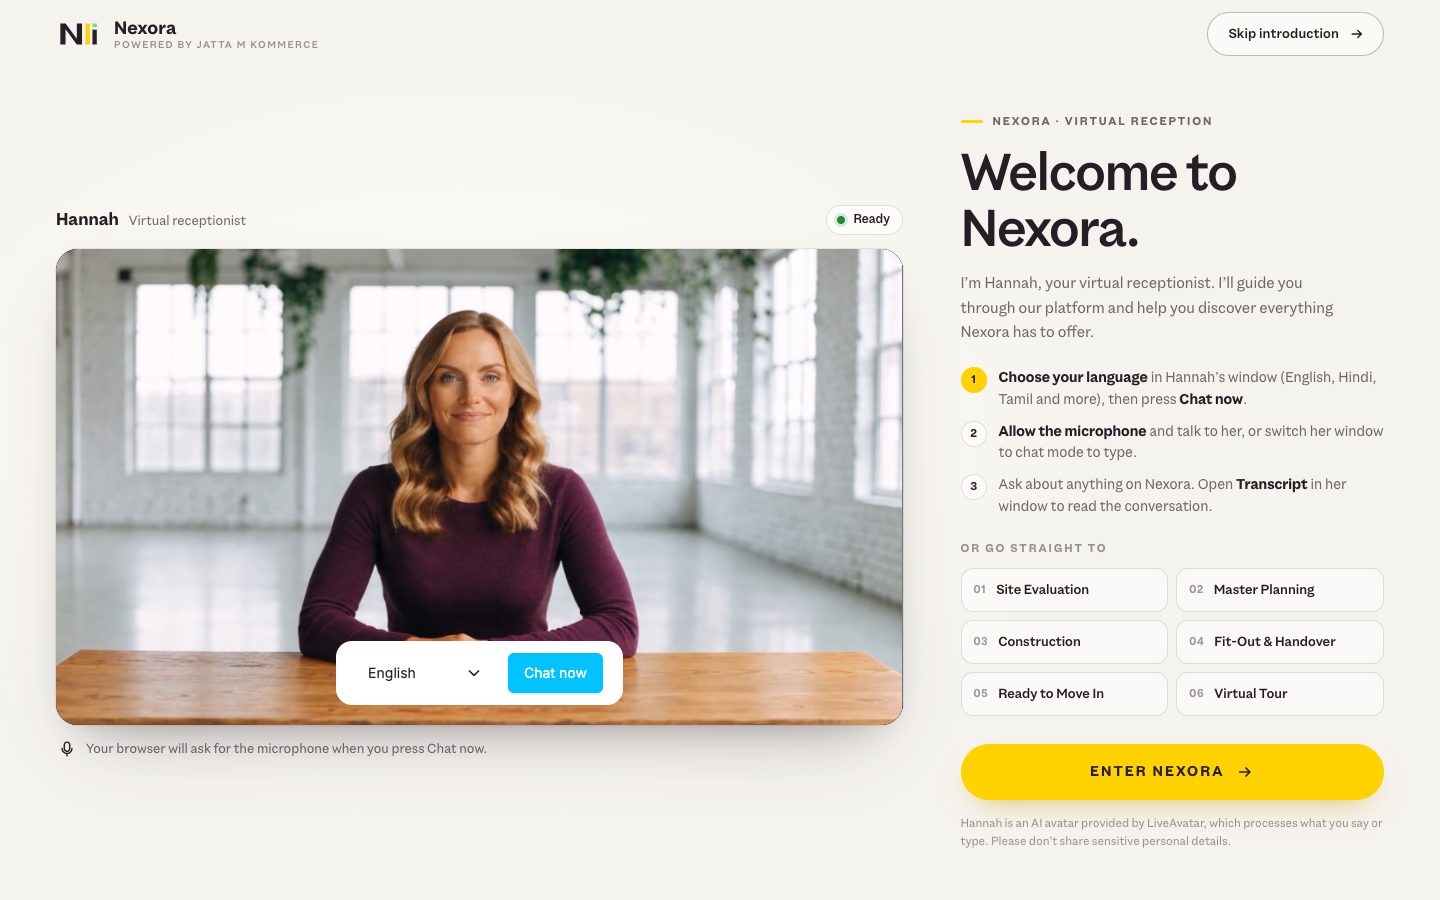 Nexora
POWERED BY JATTA M KOMMERCE
Skip introduction
Hannah Virtual receptionist
Ready
English
Chat now
Your browser will ask for the microphone when you press Chat now.
NEXORA · VIRTUAL RECEPTION
Welcome to
Nexora.
I’m Hannah, your virtual receptionist. I’ll guide you
through our platform and help you discover everything
Nexora has to offer.
1 Choose your language in Hannah’s window (English, Hindi,
Tamil and more), then press Chat now.
2 Allow the microphone and talk to her, or switch her window
to chat mode to type.
3 Ask about anything on Nexora. Open Transcript in her
window to read the conversation.
OR GO STRAIGHT TO
01 Site Evaluation
02 Master Planning
03 Construction
04 Fit-Out & Handover
05 Ready to Move In
06 Virtual Tour
ENTER NEXORA
Hannah is an AI avatar provided by LiveAvatar, which processes what you say or
type. Please don’t share sensitive personal details.